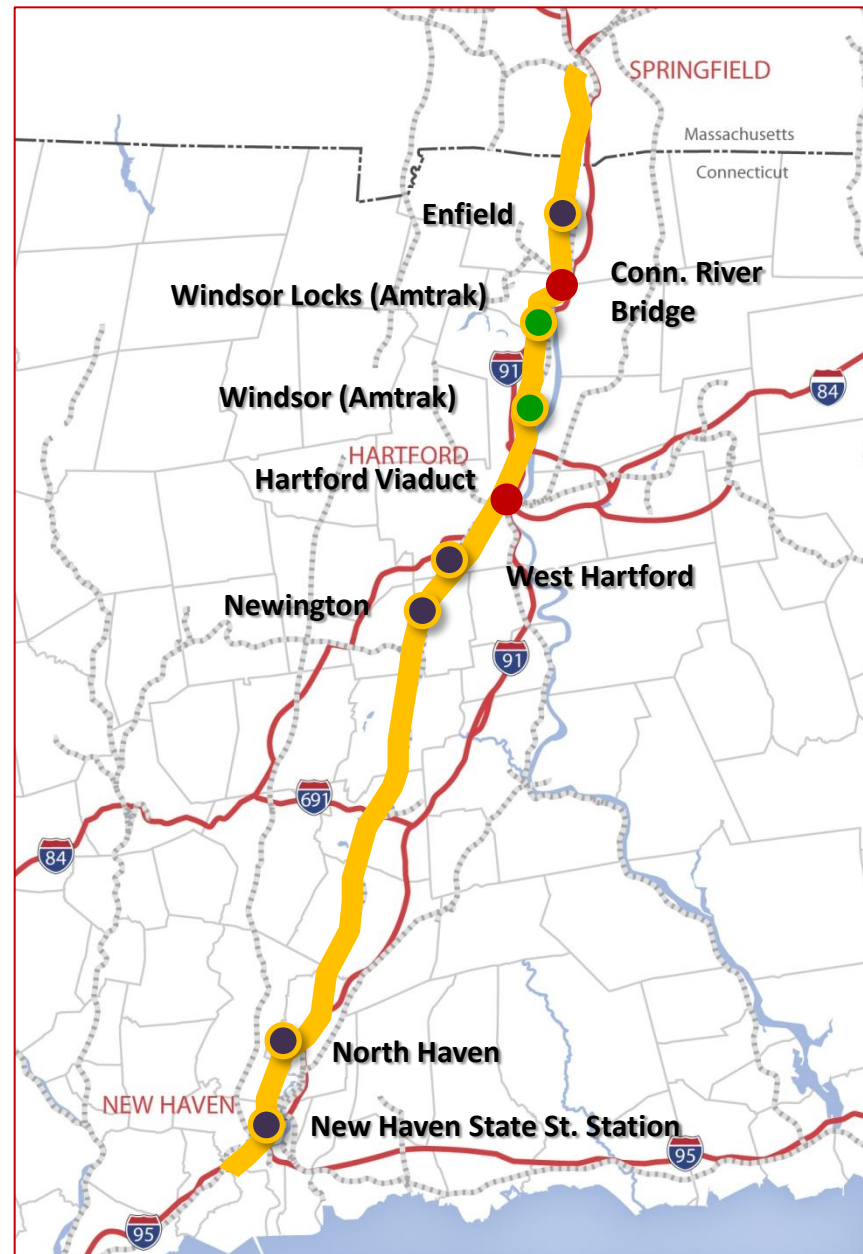 SPRINGFIELD
Massachusetts
Connecticut
Enfield
Conn. River
Bridge
Windsor Locks (Amtrak)
91
84
Windsor (Amtrak)
HARTFORD
Hartford Viaduct
West Hartford
Newington
91
691
84
North Haven
NEW HAVEN
New Haven State St. Station
95
95